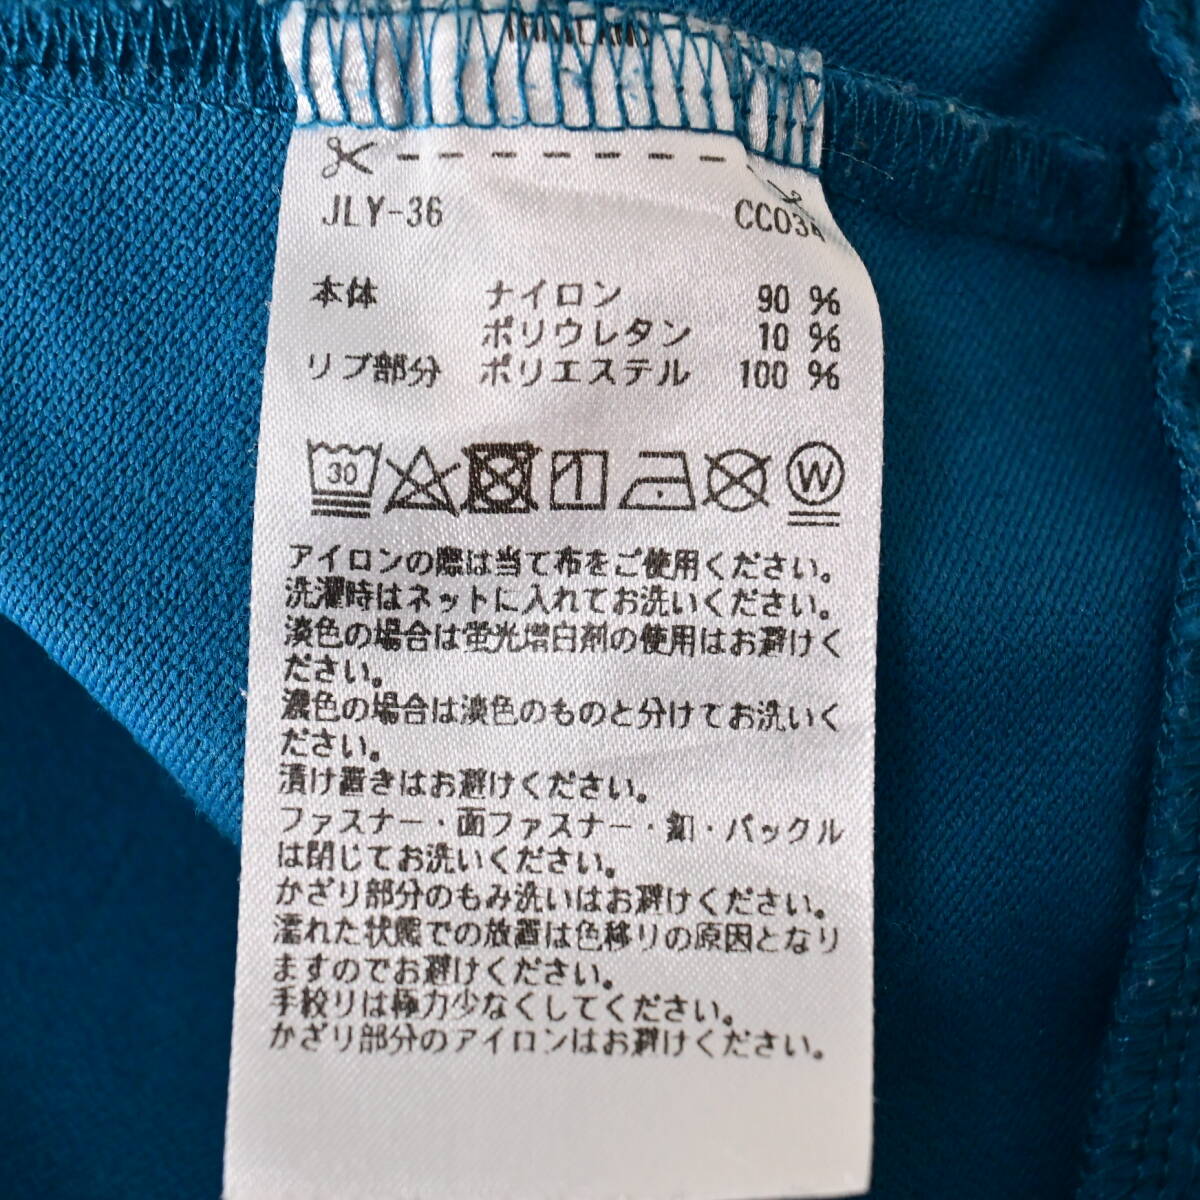 JLY-36 CC034
本体 ナイロン 90 %
ポリウレタン 10 %
リブ部分 ポリエステル 100 %
30
W
アイロンの際は当て布をご使用ください。
洗濯時はネットに入れてお洗いください。
淡色の場合は蛍光増白剤の使用はお避けく
ださい。
濃色の場合は淡色のものと分けてお洗いく
ださい。
漬け置きはお避けください。
ファスナー・面ファスナー・釦・バックル
は閉じてお洗いください。
かざり部分のもみ洗いはお避けください。
濡れた状態での放置は色移りの原因となり
ますのでお避けください。
手絞りは極力少なくしてください。
かざり部分のアイロンはお避けください。